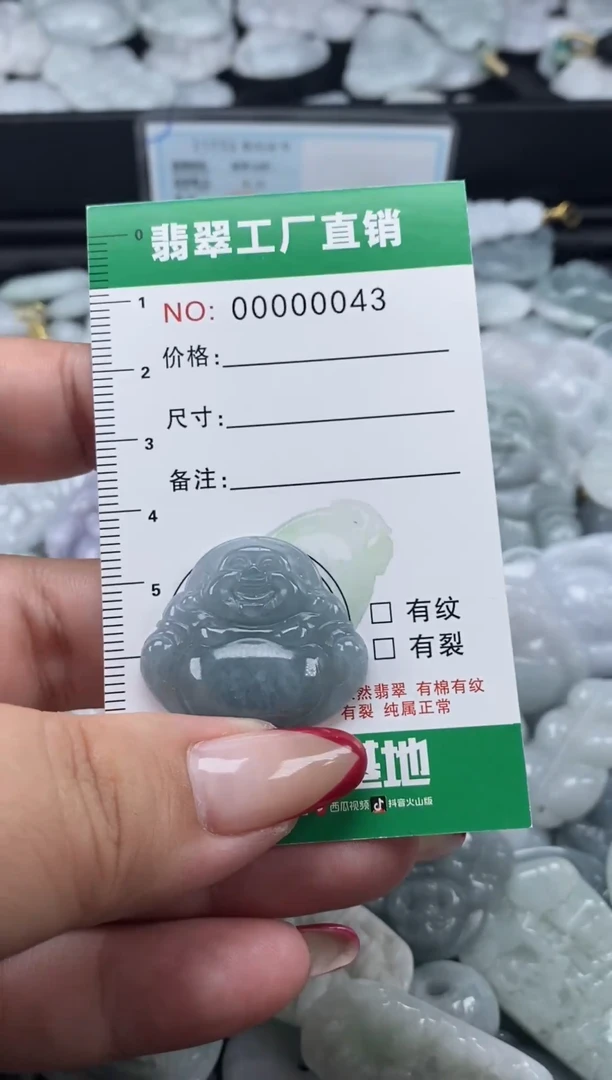 翡翠工厂直销
0
1
2
3
4
5
NO: 00000043
价格:
尺寸:
备注:
有纹
有裂
然翡翠 有棉有纹
有裂 纯属正常
基地
西瓜视频 抖音火山版